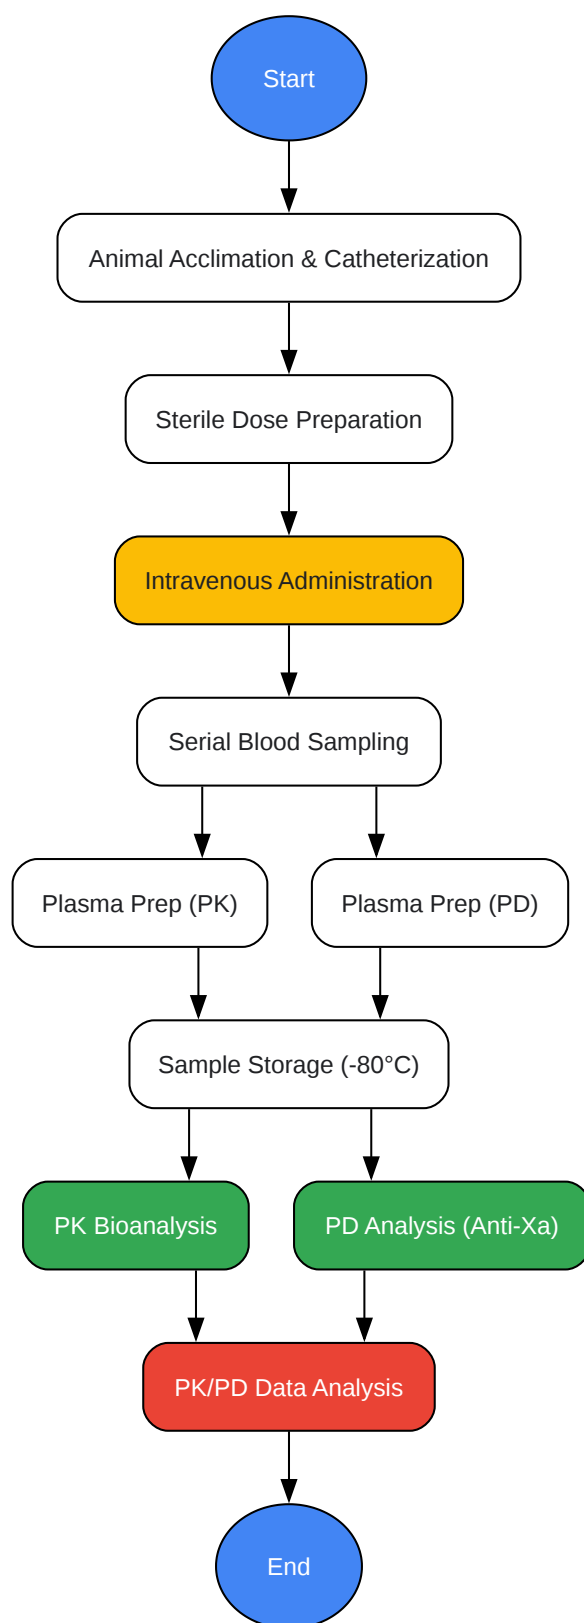 Start
Animal Acclimation & Catheterization
Sterile Dose Preparation
Intravenous Administration
Serial Blood Sampling
Plasma Prep (PK)
Plasma Prep (PD)
Sample Storage (-80°C)
PK Bioanalysis
PD Analysis (Anti-Xa)
PK/PD Data Analysis
End